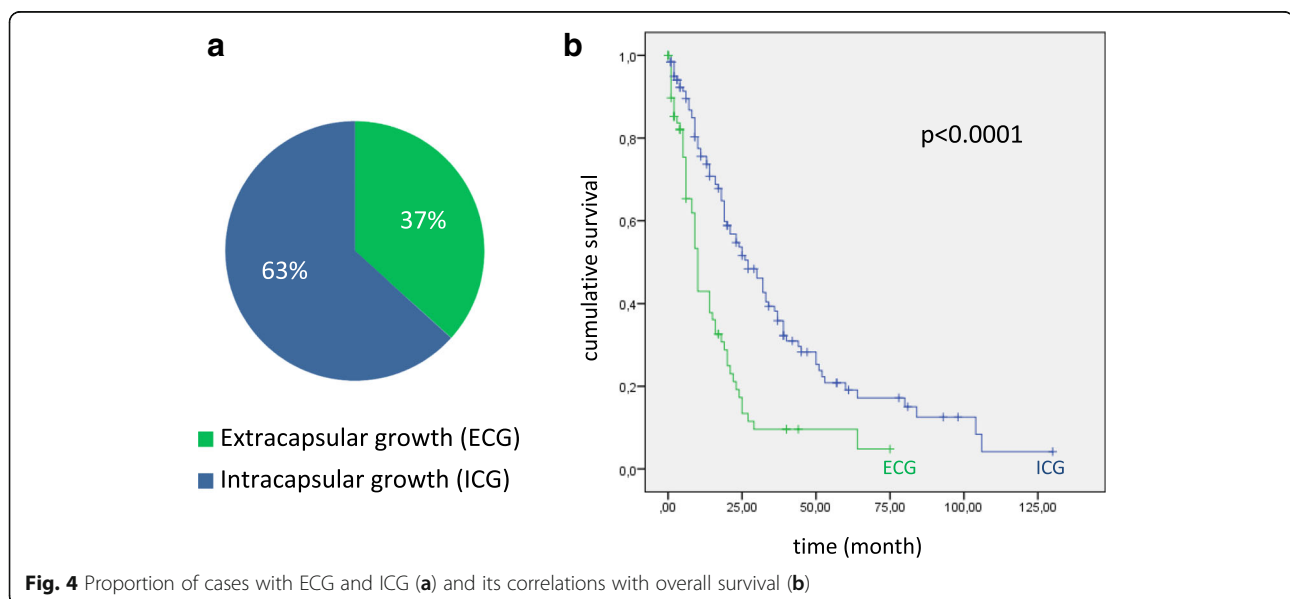 a
37%
63%
Extracapsular growth (ECG)
Intracapsular growth (ICG)
b
1,0
0,8
0,6
0,4
0,2
0,0
cumulative survival
p<0.0001
ECG
ICG
,00 25,00 50,00 75,00 100,00 125,00
time (month)
Fig. 4 Proportion of cases with ECG and ICG (a) and its correlations with overall survival (b)